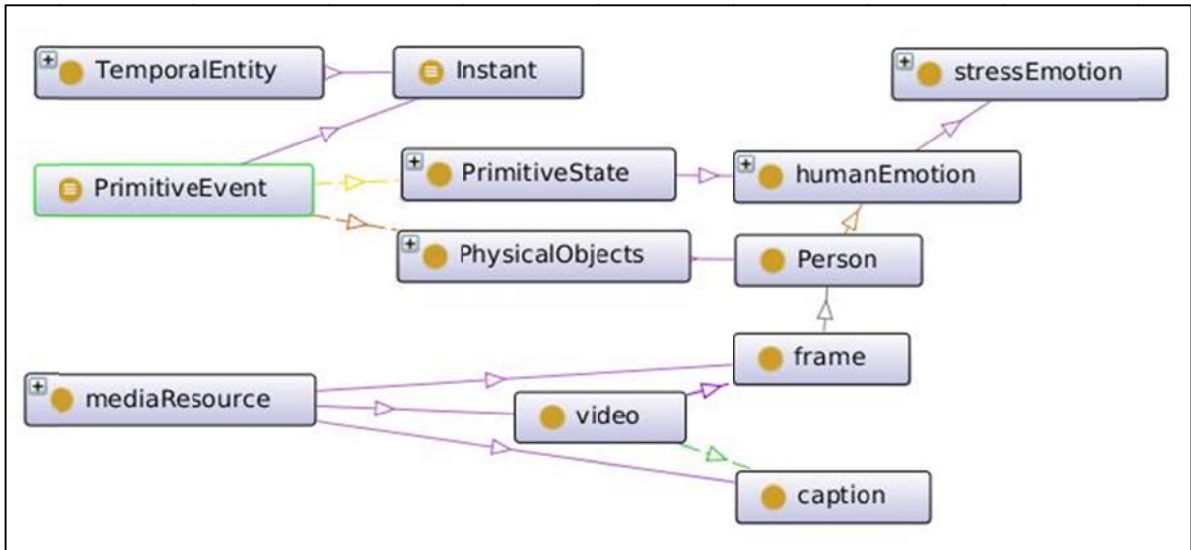 TemporalEntity
Instant
stressEmotion
PrimitiveEvent
PrimitiveState
humanEmotion
PhysicalObjects
Person
frame
mediaResource
video
caption